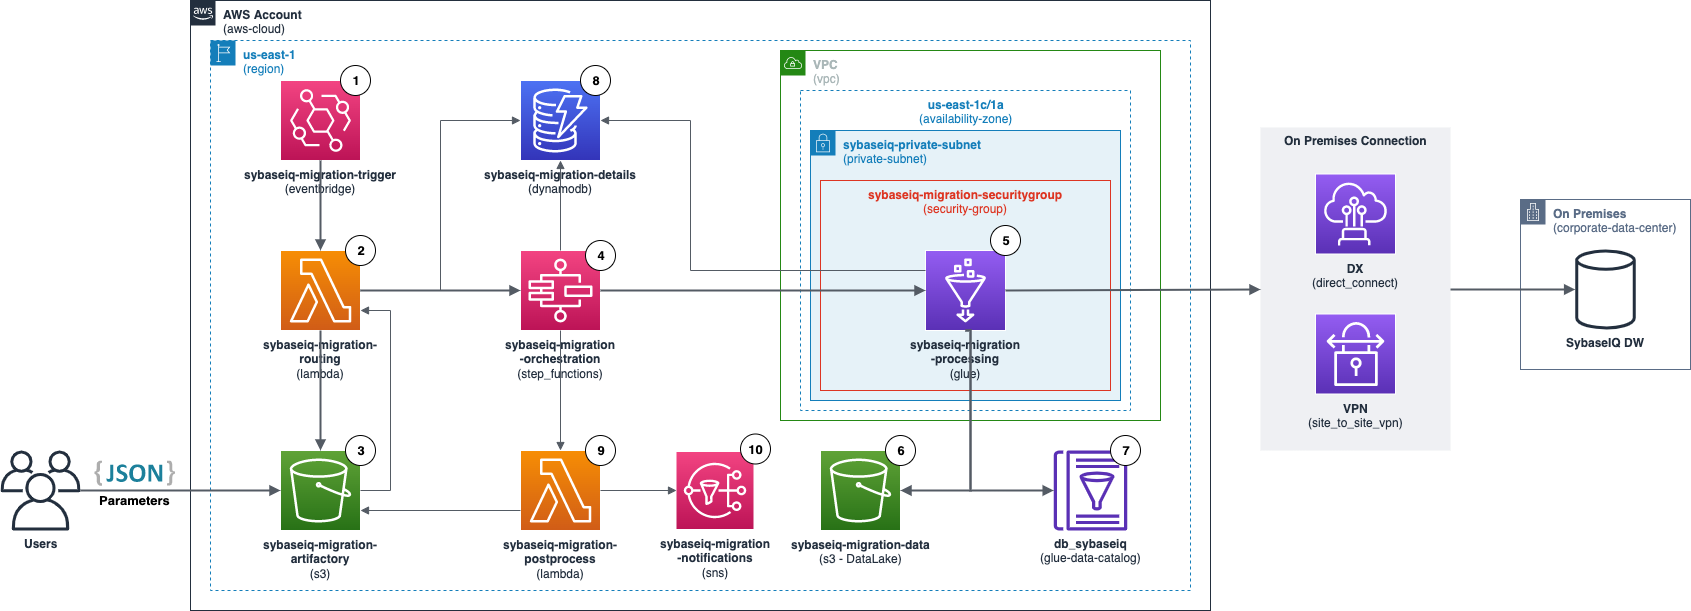 aws
AWS Account
(aws-cloud)
us-east-1
(region)
1
sybaseiq-migration-trigger
(eventbridge)
8
sybaseiq-migration-details
(dynamodb)
VPC
(vpc)
us-east-1c/1a
(availability-zone)
sybaseiq-private-subnet
(private-subnet)
sybaseiq-migration-securitygroup
(security-group)
2
sybaseiq-migration-
routing
(lambda)
4
sybaseiq-migration
-orchestration
(step_functions)
5
sybaseiq-migration
-processing
(glue)
On Premises Connection
DX
(direct_connect)
VPN
(site_to_site_vpn)
On Premises
(corporate-data-center)
SybaseIQ DW
Users
{JSON}
Parameters
3
sybaseiq-migration-
artifactory
(s3)
9
sybaseiq-migration-
postprocess
(lambda)
10
sybaseiq-migration
-notifications
(sns)
6
sybaseiq-migration-data
(s3 - DataLake)
7
db_sybaseiq
(glue-data-catalog)